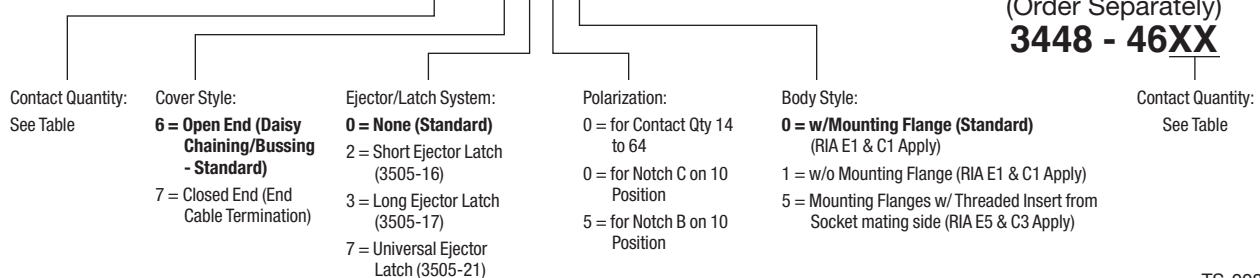 (Order Separately)
3448 - 46XX
Contact Quantity:
See Table
Cover Style:
6 = Open End (Daisy
Chaining/Bussing
- Standard)
7 = Closed End (End
Cable Termination)
Ejector/Latch System:
0 = None (Standard)
2 = Short Ejector Latch
(3505-16)
3 = Long Ejector Latch
(3505-17)
7 = Universal Ejector
Latch (3505-21)
Polarization:
0 = for Contact Qty 14
to 64
0 = for Notch C on 10
Position
5 = for Notch B on 10
Position
Body Style:
0 = w/Mounting Flange (Standard)
(RIA E1 & C1 Apply)
1 = w/o Mounting Flange (RIA E1 & C1 Apply)
5 = Mounting Flanges w/ Threaded Insert from
Socket mating side (RIA E5 & C3 Apply)
Contact Quantity:
See Table